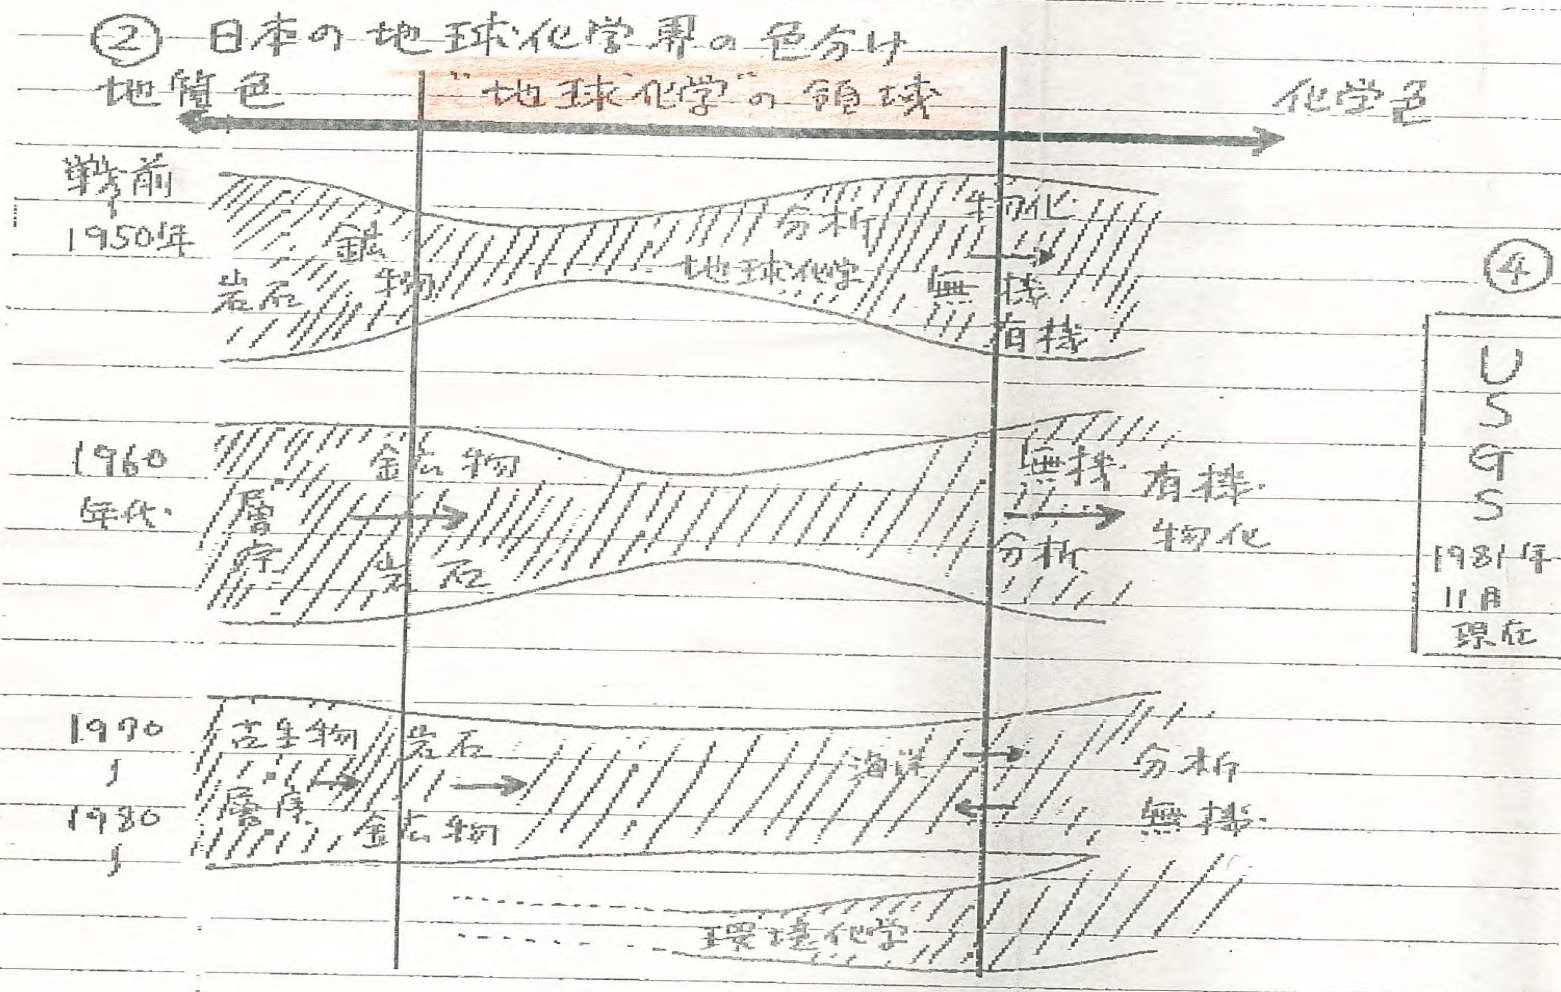 ② 日本の地球化学界の色分け
地質色
"地球化学"の領域
化学色
戦前
〜
1950年
岩石
鉱物
分析
地球化学
物化
無機
有機
1960
年代
鉱物
層序
岩石
無機
分析
有機
物化
1970
〜
1980
〜
古生物
層序
岩石
鉱物
海洋
分析
無機
環境化学
④
USGS
1981年
11月
現在